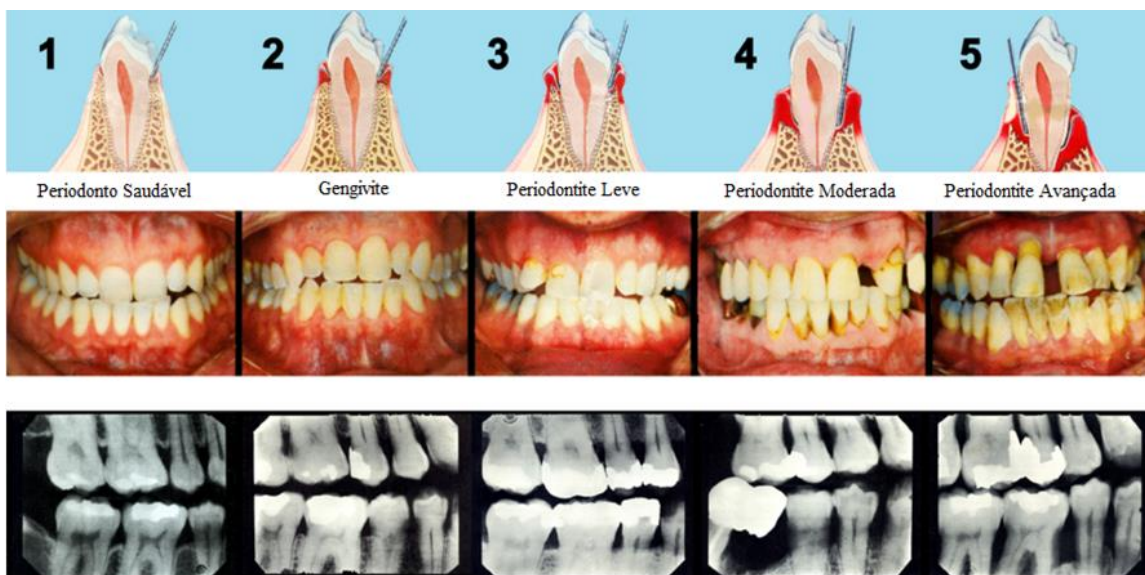 1
2
3
4
5
Periodonto Saudável
Gengivite
Periodontite Leve
Periodontite Moderada
Periodontite Avançada